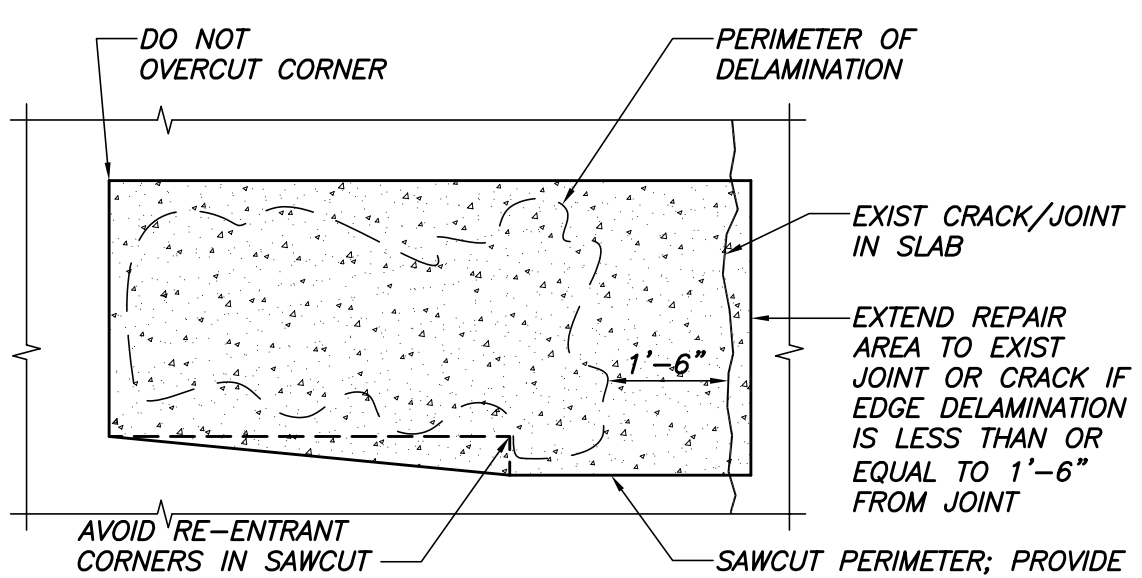 DO NOT
OVERCUT CORNER
PERIMETER OF
DELAMINATION
EXIST CRACK/JOINT
IN SLAB
EXTEND REPAIR
AREA TO EXIST
JOINT OR CRACK IF
EDGE DELAMINATION
IS LESS THAN OR
EQUAL TO 1'-6"
FROM JOINT
1'-6"
AVOID RE-ENTRANT
CORNERS IN SAWCUT
SAWCUT PERIMETER; PROVIDE